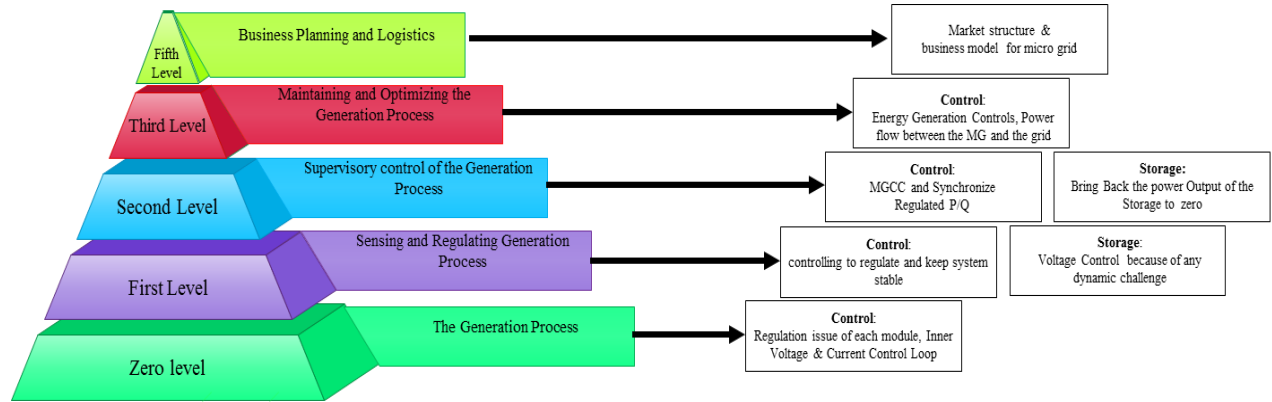 Fifth
Level
Business Planning and Logistics
Market structure &
business model for micro grid
Third Level
Maintaining and Optimizing the
Generation Process
Control:
Energy Generation Controls, Power
flow between the MG and the grid
Second Level
Supervisory control of the Generation
Process
Control:
MGCC and Synchronize
Regulated P/Q
Storage:
Bring Back the power Output of the
Storage to zero
First Level
Sensing and Regulating Generation
Process
Control:
controlling to regulate and keep system
stable
Storage:
Voltage Control because of any
dynamic challenge
Zero level
The Generation Process
Control:
Regulation issue of each module, Inner
Voltage & Current Control Loop